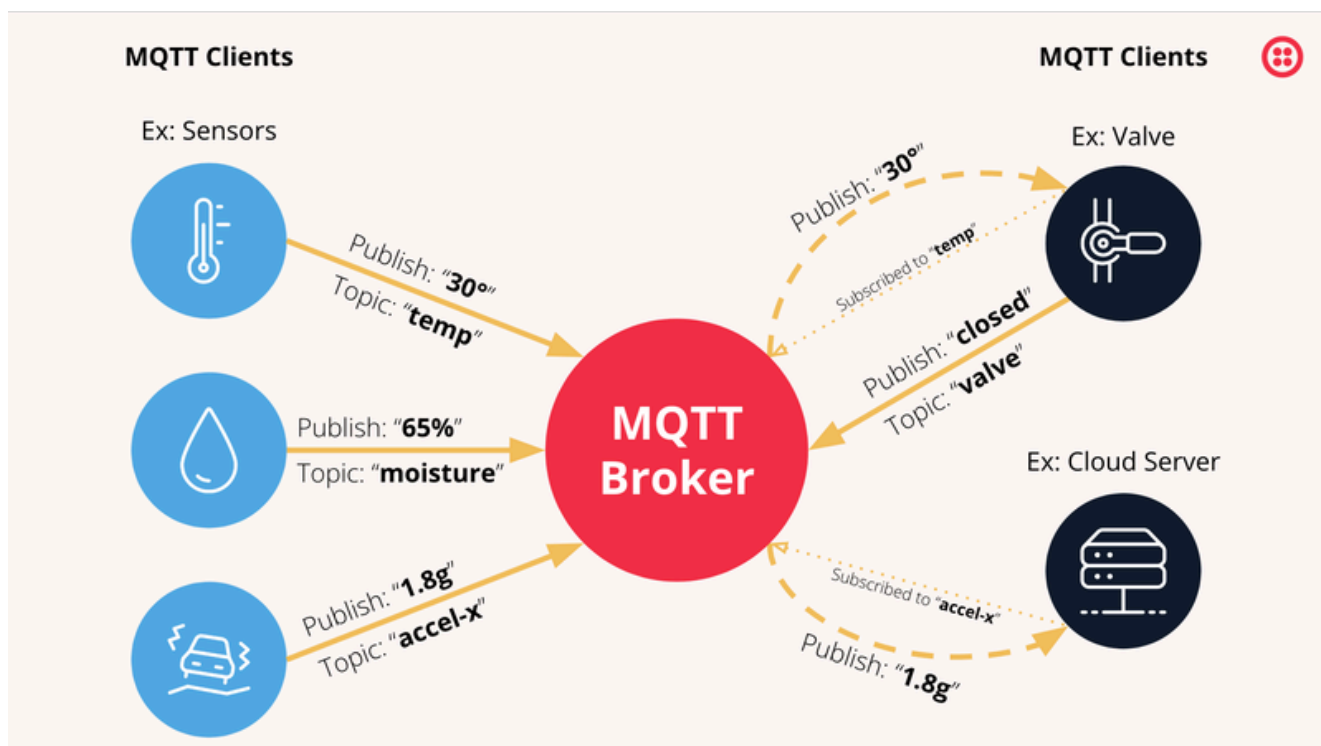 MQTT Clients
MQTT Clients
Ex: Sensors
Ex: Valve
Publish: “30°”
Topic: “temp”
Publish: “30°”
Subscribed to “temp”
Publish: “closed”
Topic: “valve”
Publish: “65%”
Topic: “moisture”
MQTT
Broker
Ex: Cloud Server
Publish: “1.8g”
Topic: “accel-x”
Subscribed to “accel-x”
Publish: “1.8g”